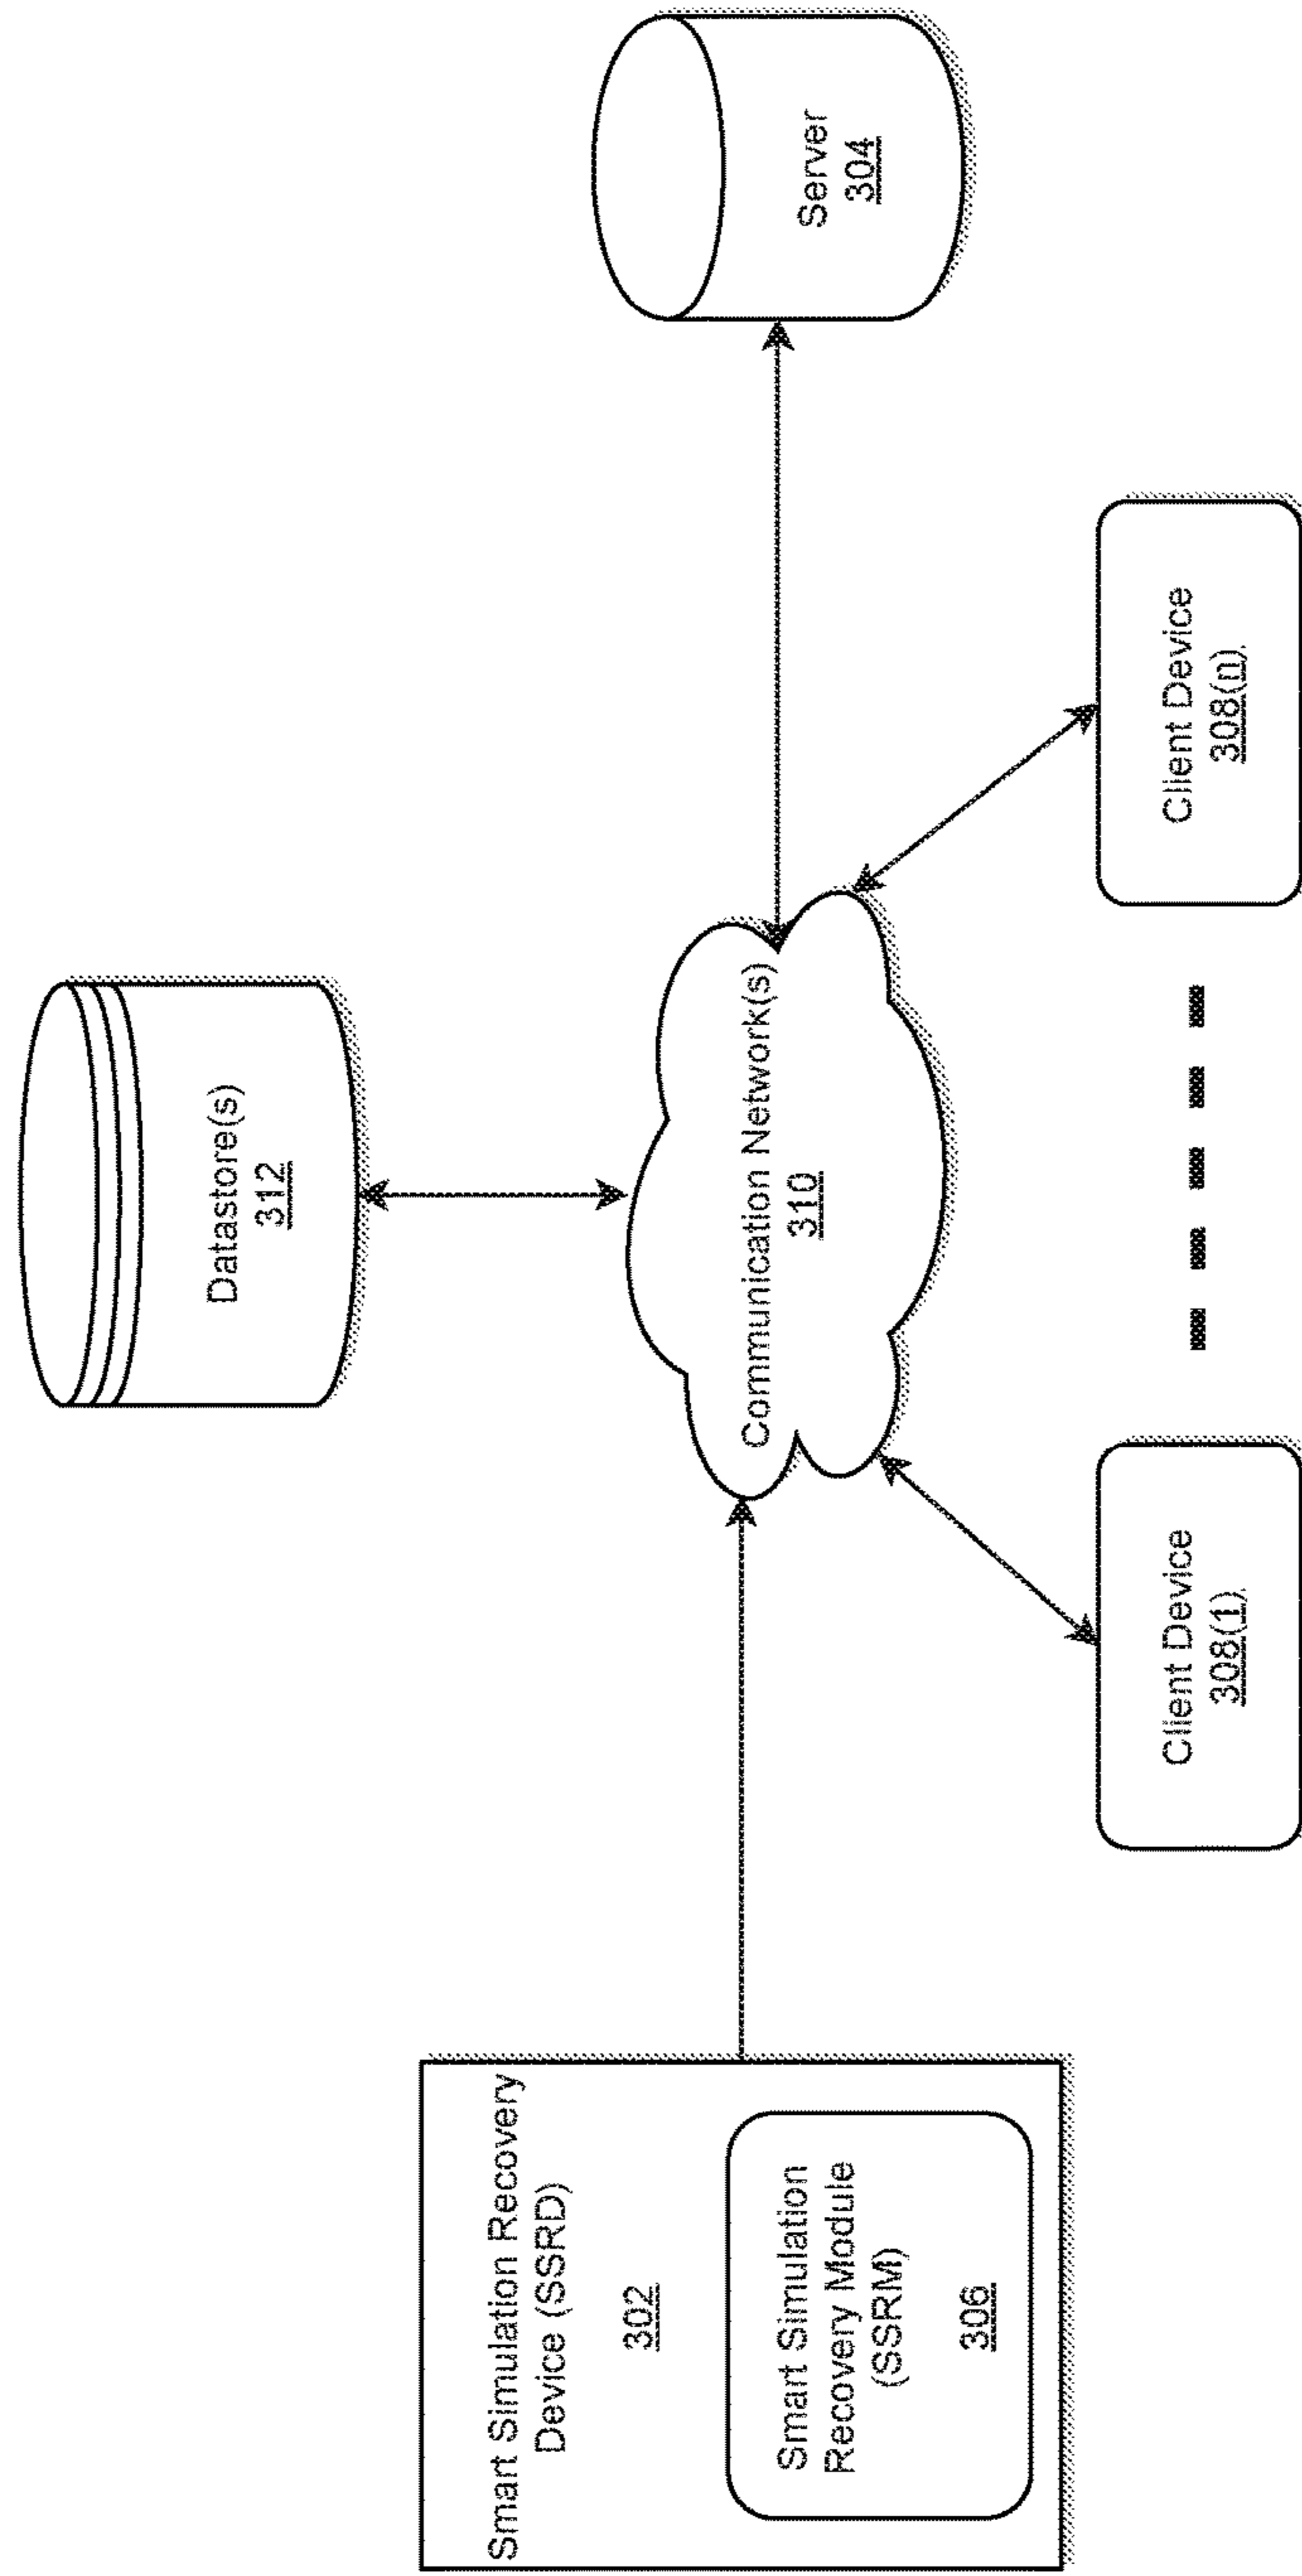 Datastore(s)
312
Smart Simulation Recovery
Device (SSRD)
302
Smart Simulation
Recovery Module
(SSRM)
306
Communication Network(s)
310
Server
304
Client Device
308(1)
Client Device
308(n)